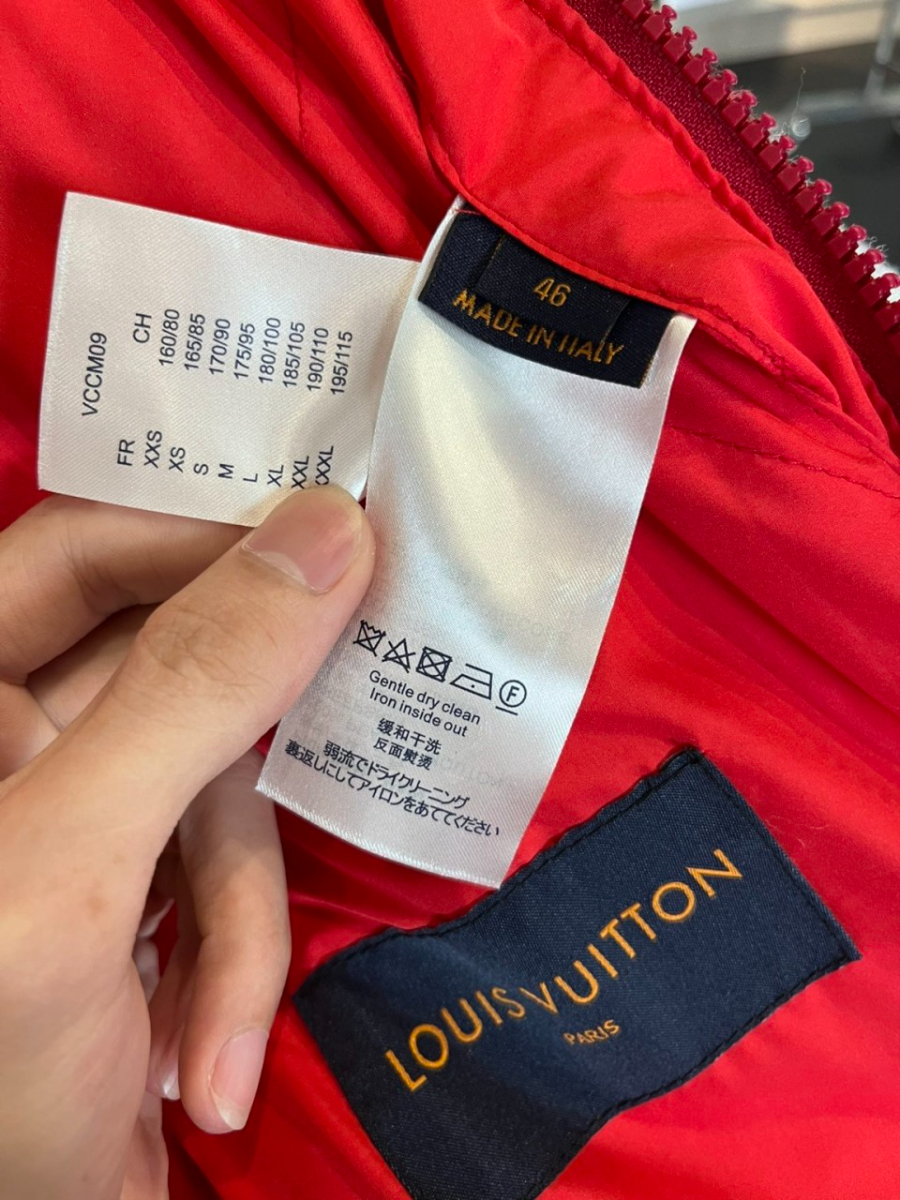 VCCM09
FR CH
XXS 160/80
XS 165/85
S 170/90
M 175/95
L 180/100
XL 185/105
XXL 190/110
XXXL 195/115
46
MADE IN ITALY
F
Gentle dry clean
Iron inside out
缓和干洗
反面熨烫
弱流でドライクリーニング
裏返しにしてアイロンをあててください
LOUIS VUITTON
PARIS